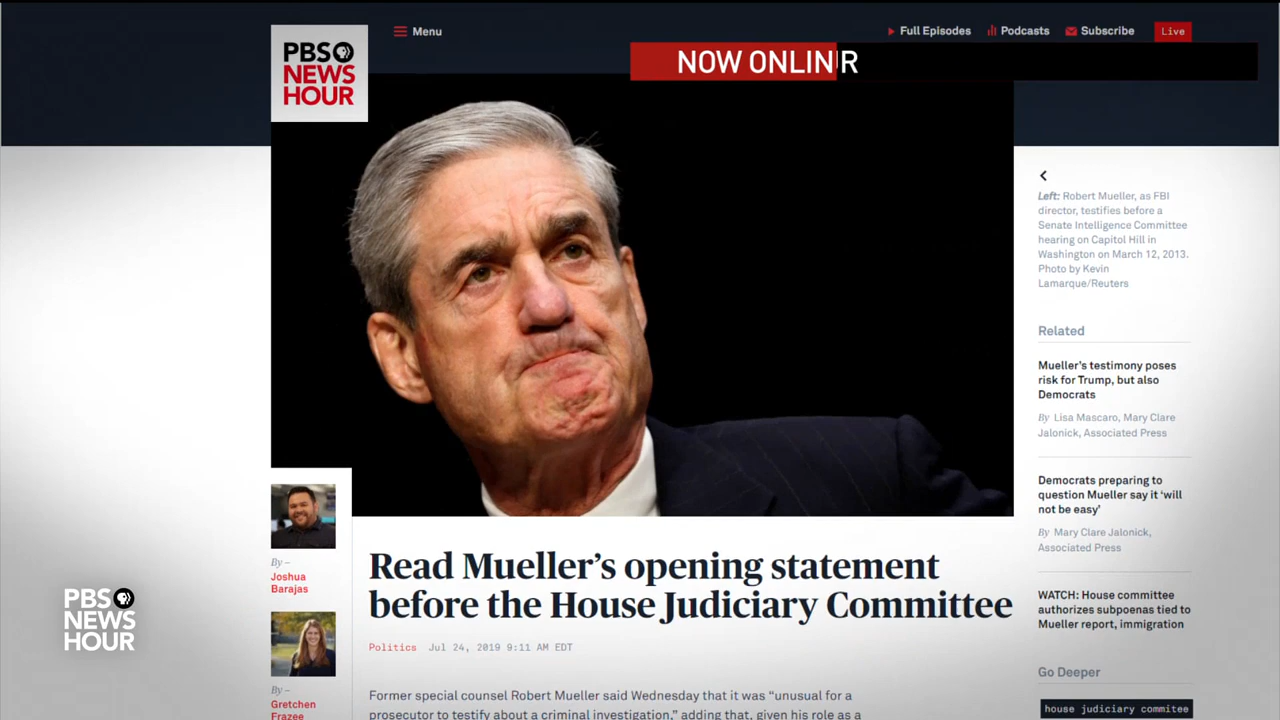 PBS
NEWS
HOUR
Menu
Full Episodes
Podcasts
Subscribe
Live
NOW ONLIN R
Left: Robert Mueller, as FBI
director, testifies before a
Senate Intelligence Committee
hearing on Capitol Hill in
Washington on March 12, 2013.
Photo by Kevin
Lamarque/Reuters
Related
Mueller’s testimony poses
risk for Trump, but also
Democrats
By Lisa Mascaro, Mary Clare
Jalonick, Associated Press
Democrats preparing to
question Mueller say it ‘will
not be easy’
By Mary Clare Jalonick,
Associated Press
WATCH: House committee
authorizes subpoenas tied to
Mueller report, immigration
Go Deeper
house judiciary commitee
By –
Joshua
Barajas
By –
Gretchen
Frazee
Read Mueller’s opening statement
before the House Judiciary Committee
Politics Jul 24, 2019 9:11 AM EDT
Former special counsel Robert Mueller said Wednesday that it was “unusual for a
prosecutor to testify about a criminal investigation,” adding that, given his role as a
PBS
NEWS
HOUR